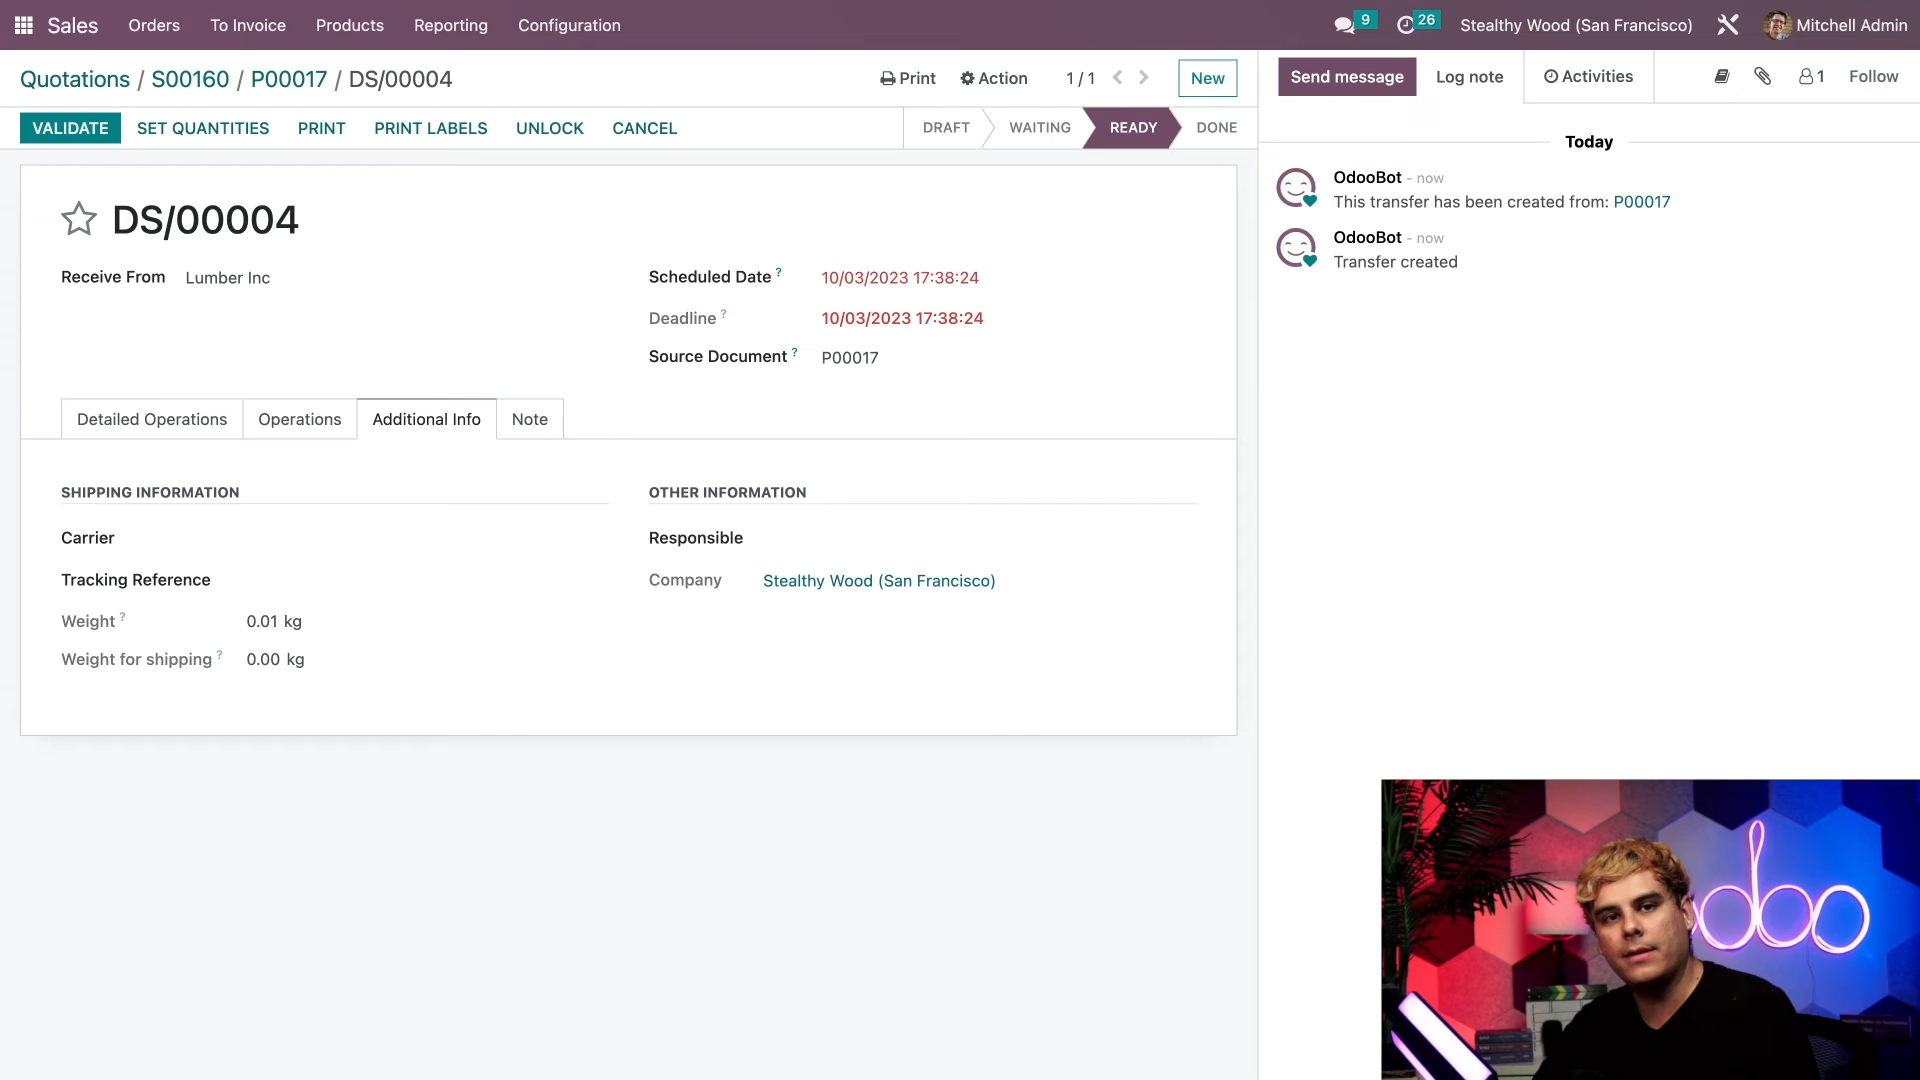 Sales Orders To Invoice Products Reporting Configuration 9 26 Stealthy Wood (San Francisco) Mitchell Admin
Quotations / S00160 / P00017 / DS/00004 Print Action 1 / 1 New
Send message Log note Activities 1 Follow
VALIDATE SET QUANTITIES PRINT PRINT LABELS UNLOCK CANCEL DRAFT WAITING READY DONE
DS/00004
Receive From Lumber Inc
Scheduled Date ? 10/03/2023 17:38:24
Deadline ? 10/03/2023 17:38:24
Source Document ? P00017
Detailed Operations Operations Additional Info Note
SHIPPING INFORMATION
Carrier
Tracking Reference
Weight ? 0.01 kg
Weight for shipping ? 0.00 kg
OTHER INFORMATION
Responsible
Company Stealthy Wood (San Francisco)
Today
OdooBot - now
This transfer has been created from: P00017
OdooBot - now
Transfer created
odoo